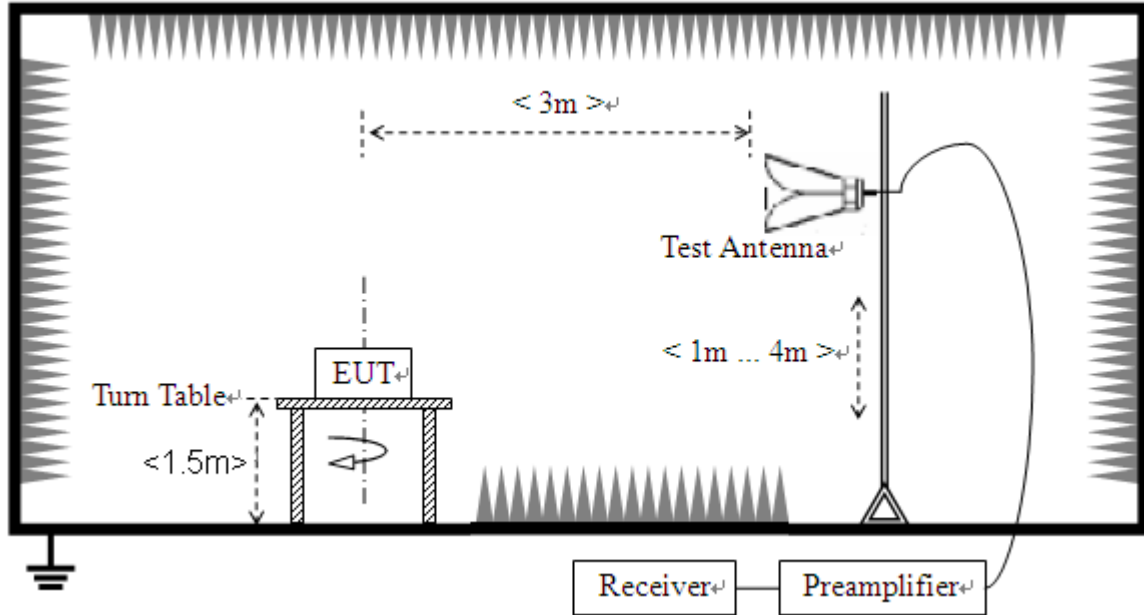 < 3m >↵
Test Antenna↵
< 1m ... 4m >↵
EUT↵
Turn Table↵
<1.5m>
Receiver↵
Preamplifier↵